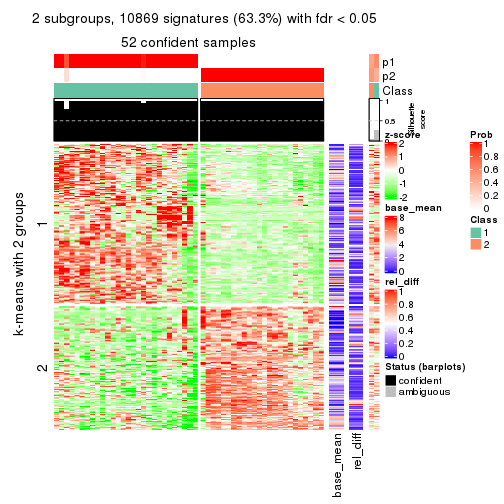 2 subgroups, 10869 signatures (63.3%) with fdr < 0.05
52 confident samples
p1
p2
Class
1
0.5
Silhouette
score
k-means with 2 groups
1
2
base_mean
rel_diff
z-score
2
1
0
-1
-2
base_mean
8
6
4
2
0
rel_diff
1
0.8
0.6
0.4
0.2
0
Status (barplots)
confident
ambiguous
Prob
1
0.8
0.6
0.4
0.2
0
Class
1
2